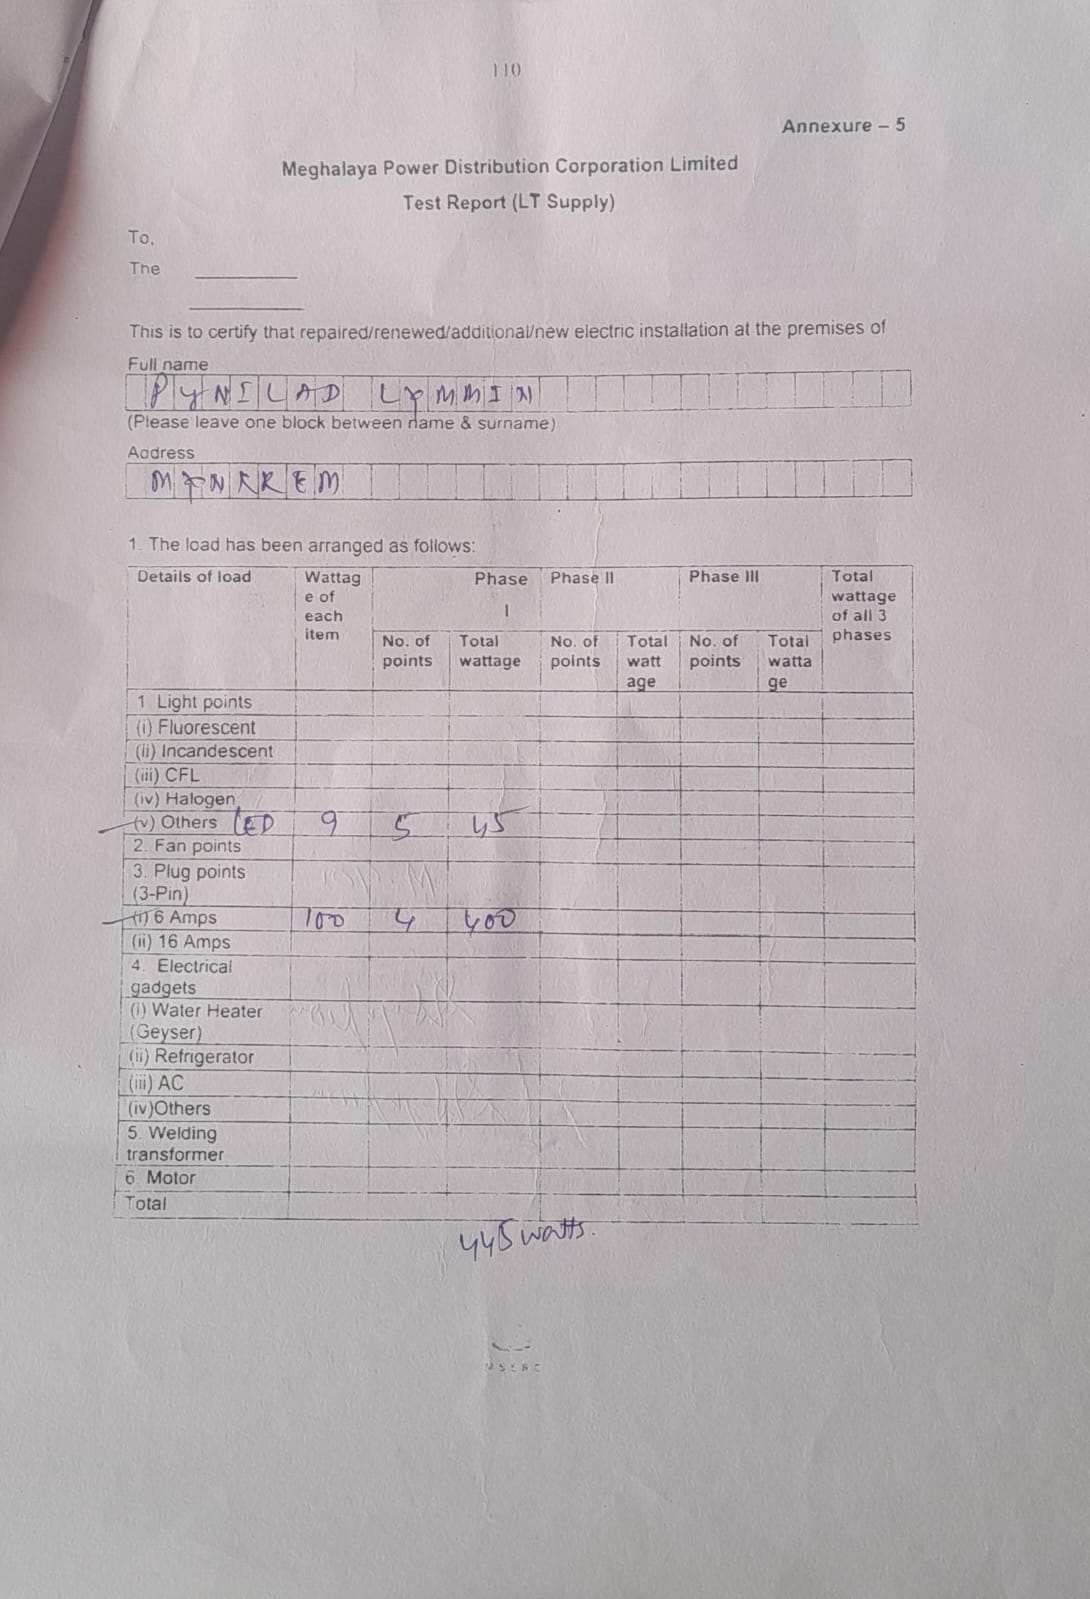 110
Annexure – 5
Meghalaya Power Distribution Corporation Limited
Test Report (LT Supply)
To,
The
This is to certify that repaired/renewed/additional/new electric installation at the premises of
Full name
PYNILAD LYMMIN
(Please leave one block between name & surname)
Address
1. The load has been arranged as follows:
Details of load Wattag e of each item Phase I Phase II Phase III Total wattage of all 3 phases
No. of points Total wattage No. of points Total watt age No. of points Total watta ge
1 Light points
(i) Fluorescent
(ii) Incandescent
(iii) CFL
(iv) Halogen
(v) Others LED 9 5 45
2. Fan points
3. Plug points
(3-Pin)
(i) 6 Amps 100 4 400
(ii) 16 Amps
4. Electrical
gadgets
(i) Water Heater
(Geyser)
(ii) Refrigerator
(iii) AC
(iv)Others
5. Welding
transformer
6 Motor
Total
445 watts.
MSERC